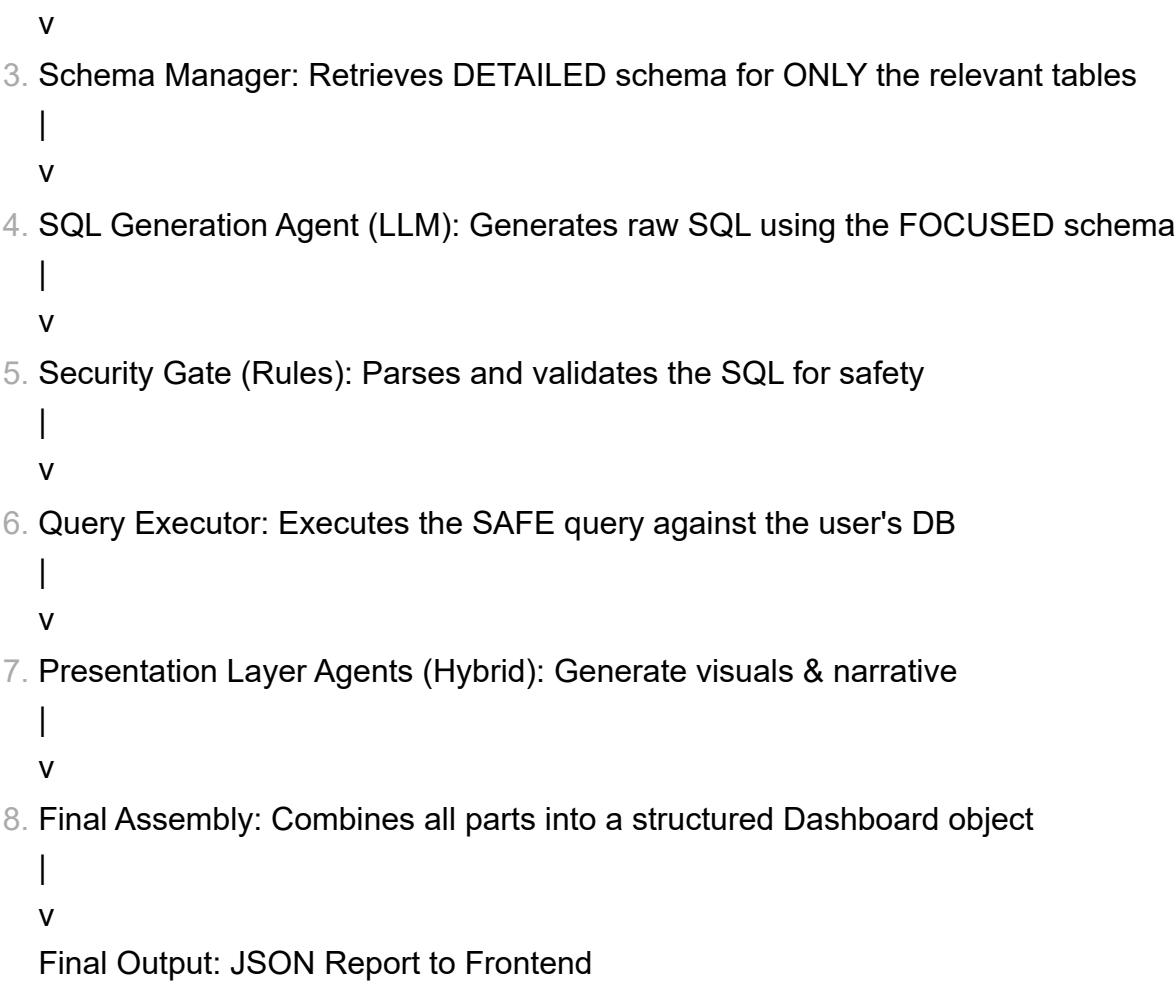 v
3. Schema Manager: Retrieves DETAILED schema for ONLY the relevant tables
|
v
4. SQL Generation Agent (LLM): Generates raw SQL using the FOCUSED schema
|
v
5. Security Gate (Rules): Parses and validates the SQL for safety
|
v
6. Query Executor: Executes the SAFE query against the user's DB
|
v
7. Presentation Layer Agents (Hybrid): Generate visuals & narrative
|
v
8. Final Assembly: Combines all parts into a structured Dashboard object
|
v
Final Output: JSON Report to Frontend